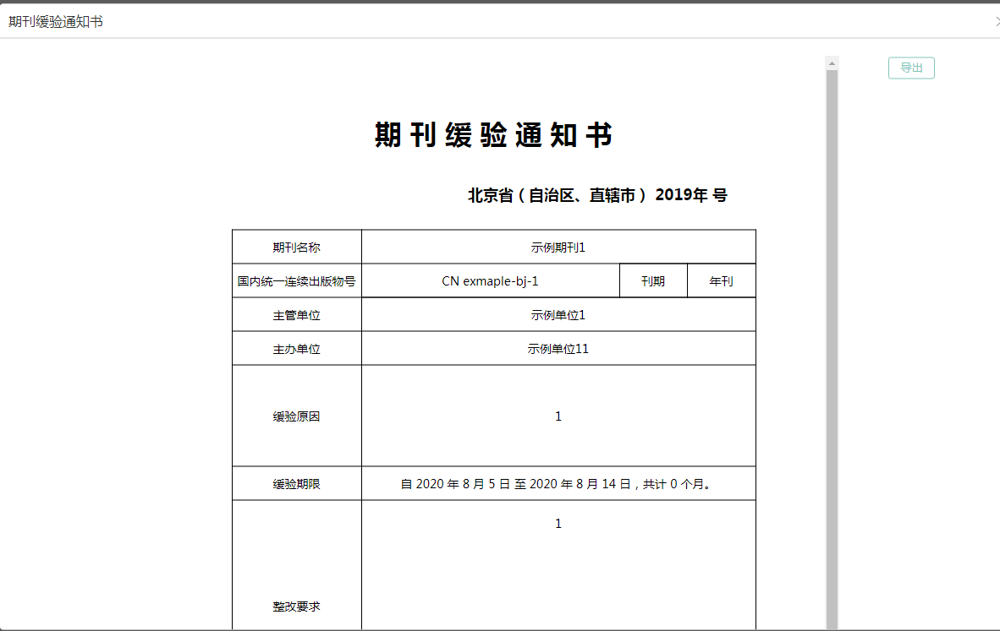 期刊缓验通知书
导出
期刊缓验通知书
北京省（自治区、直辖市） 2019年 号
期刊名称 示例期刊1
国内统一连续出版物号 CN exmaple-bj-1 刊期 年刊
主管单位 示例单位1
主办单位 示例单位11
缓验原因 1
缓验期限 自 2020 年 8 月 5 日 至 2020 年 8 月 14 日，共计 0 个月。
整改要求 1